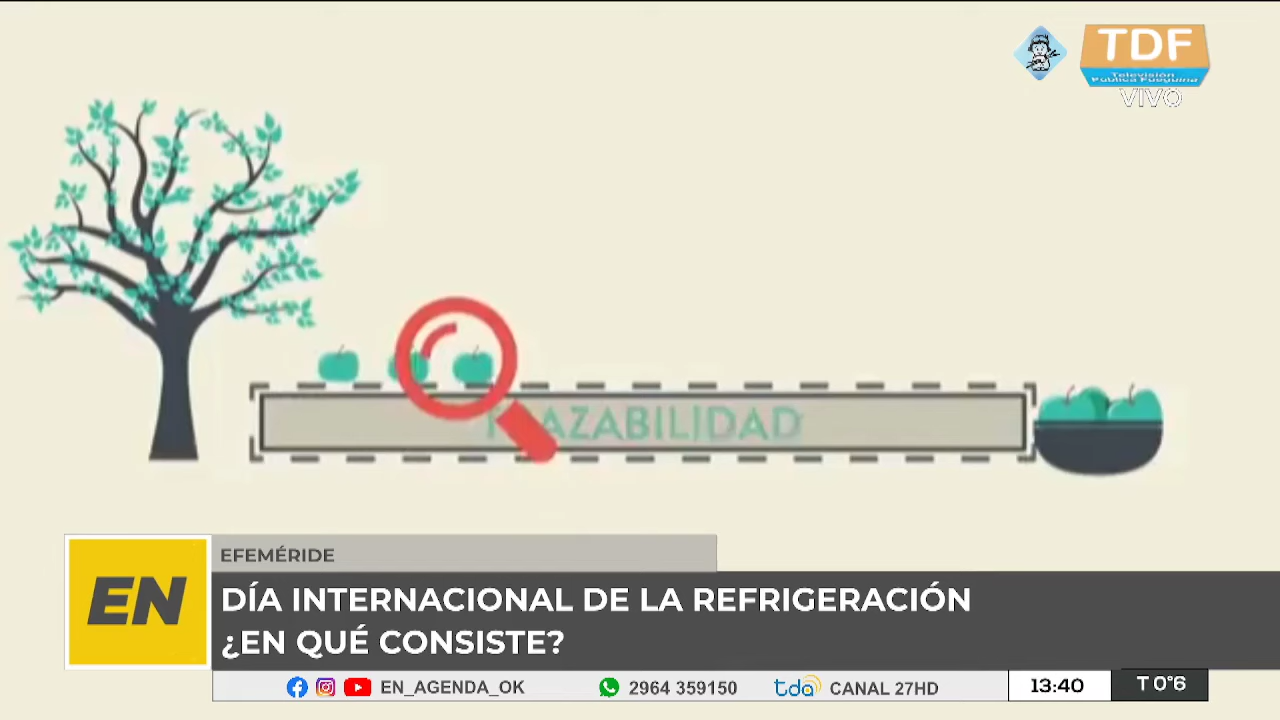 TDF
Televisión
Pública Fueguina
VIVO
TRAZABILIDAD
EFEMÉRIDE
EN
DÍA INTERNACIONAL DE LA REFRIGERACIÓN
¿EN QUÉ CONSISTE?
EN_AGENDA_OK 2964 359150 tda CANAL 27HD 13:40 T 0°6